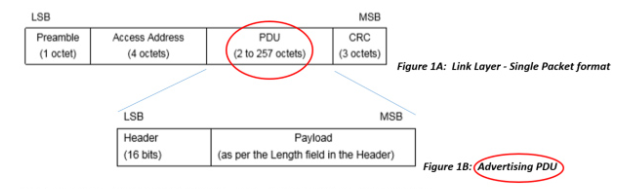 LSB MSB
Preamble Access Address PDU CRC
(1 octet) (4 octets) (2 to 257 octets) (3 octets)
Figure 1A: Link Layer - Single Packet format
LSB MSB
Header Payload
(16 bits) (as per the Length field in the Header)
Figure 1B: Advertising PDU